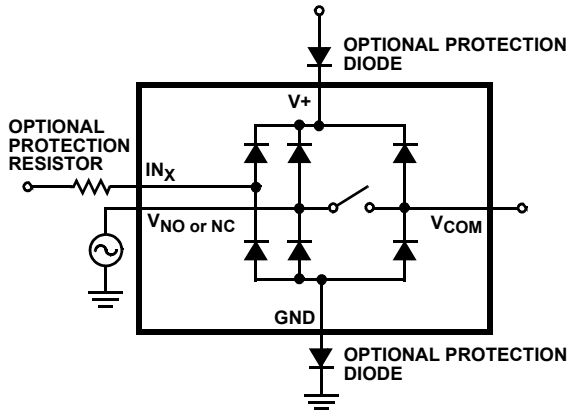 OPTIONAL PROTECTION
DIODE
V+
OPTIONAL
PROTECTION
RESISTOR
INX
VNO or NC
VCOM
GND
OPTIONAL PROTECTION
DIODE